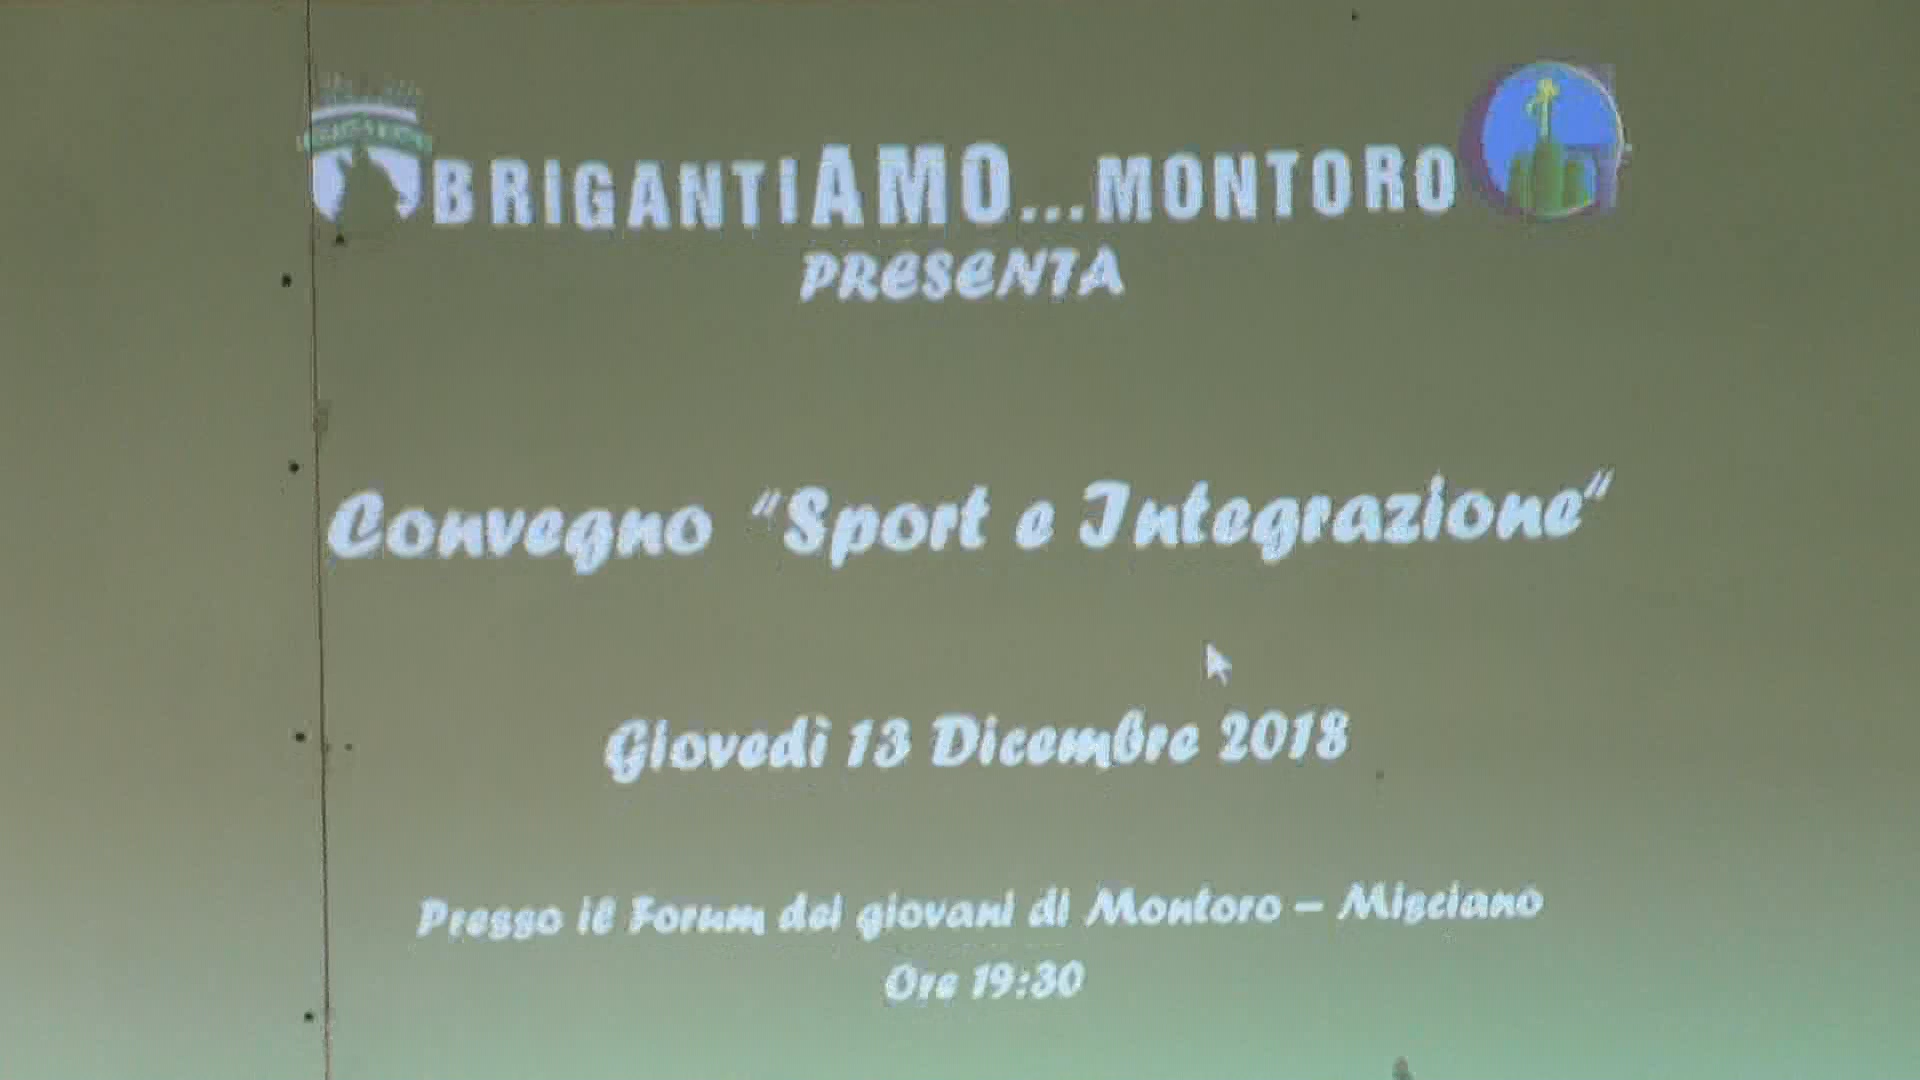 BRIGANTIAMO...MONTORO
PRESENTA
Convegno “Sport e Integrazione“
Giovedì 13 Dicembre 2018
Presso il Forum dei giovani di Montoro – Misciano
Ore 19:30